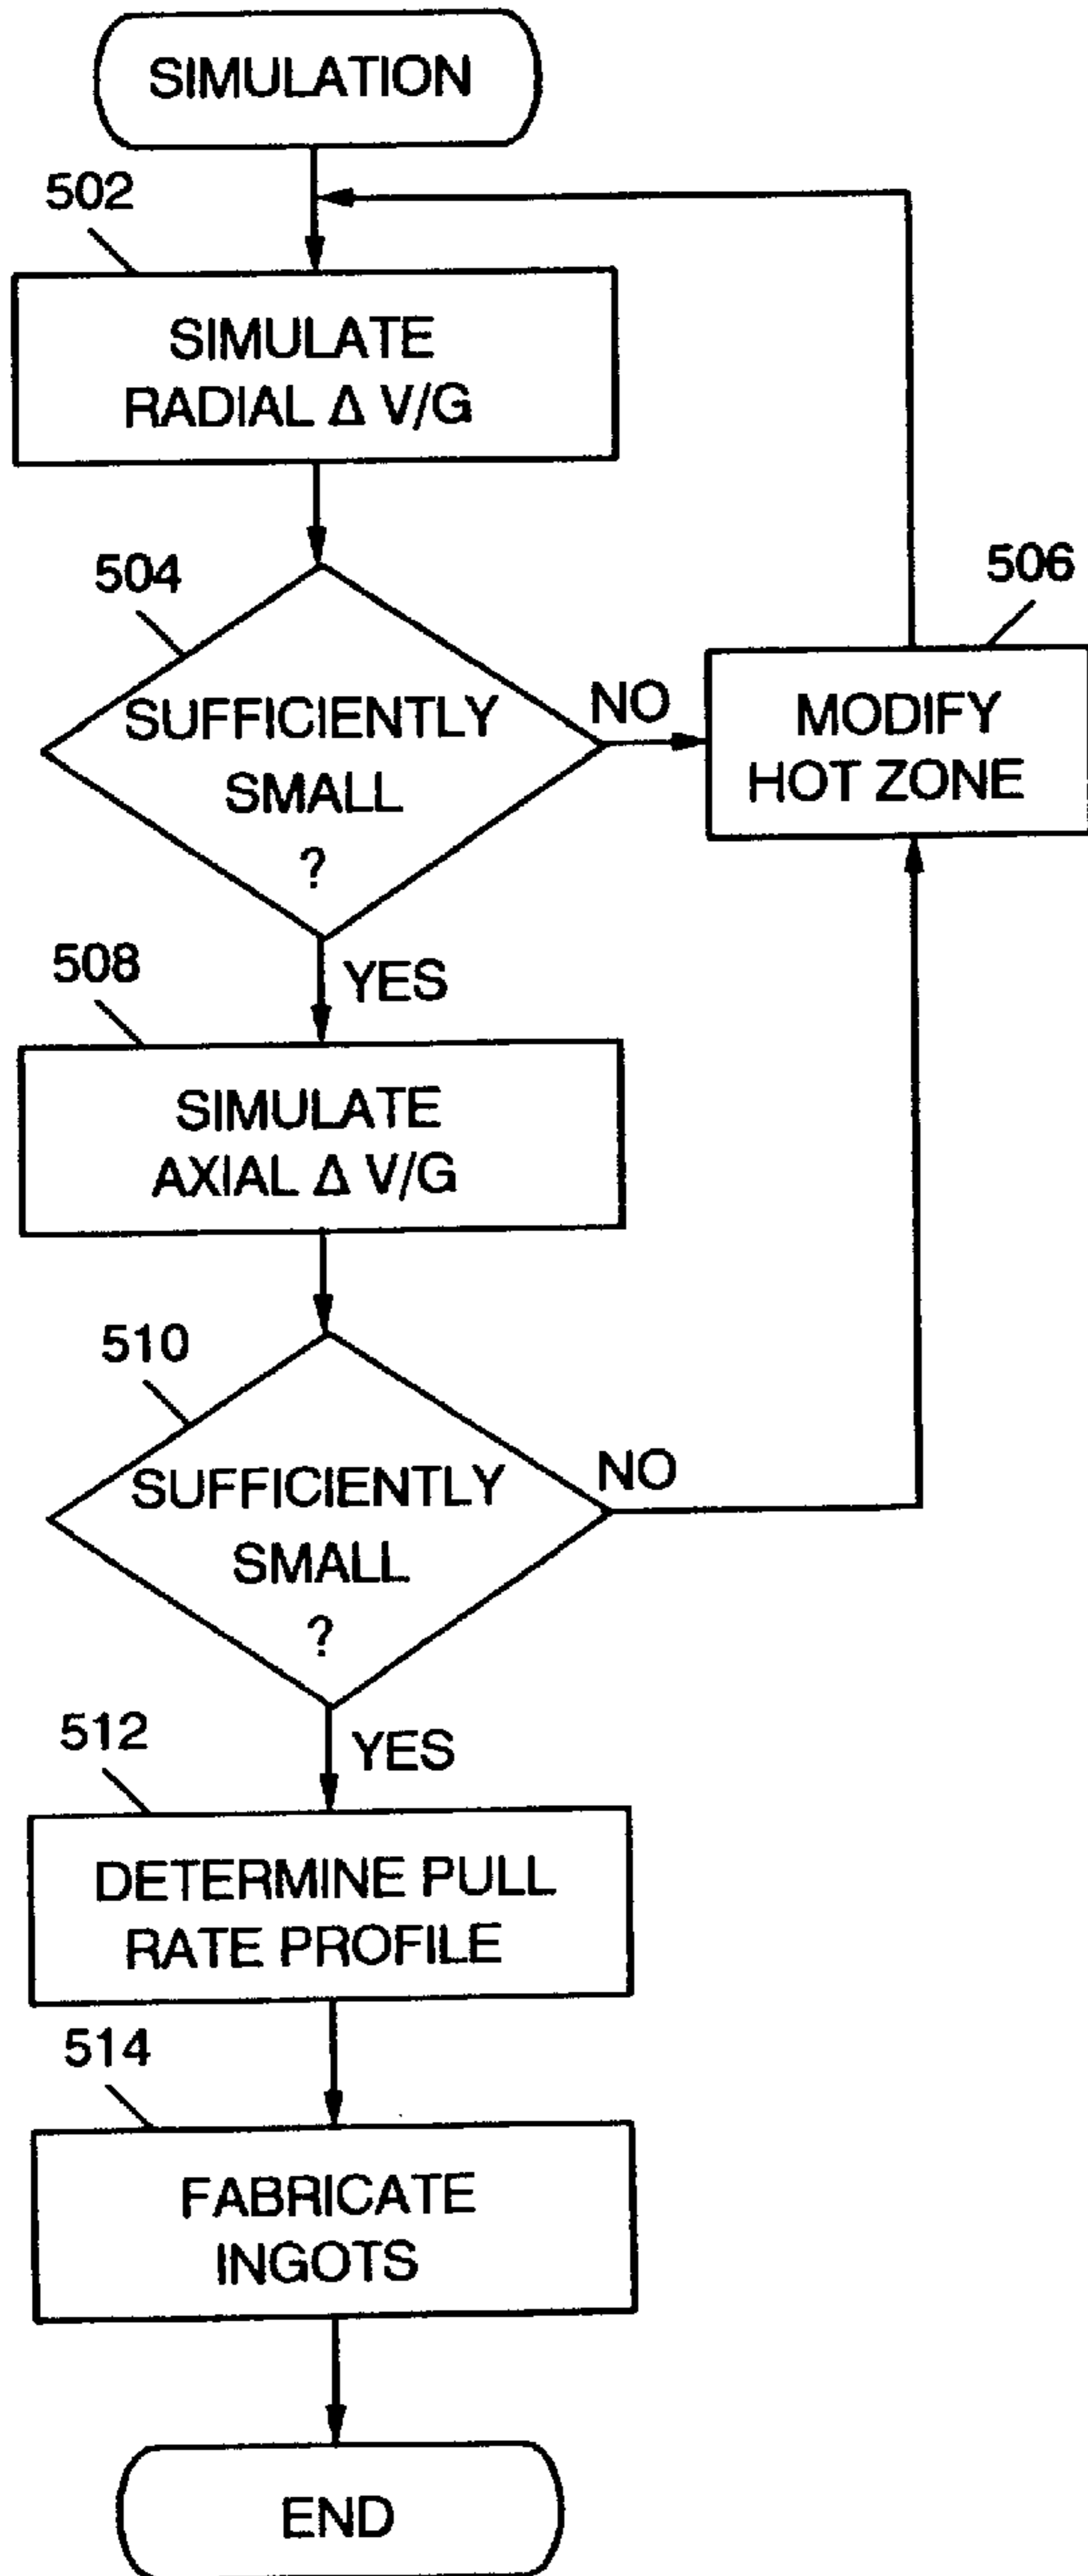 SIMULATION
502
SIMULATE
RADIAL Δ V/G
504
506
SUFFICIENTLY
SMALL
?
NO
MODIFY
HOT ZONE
YES
508
SIMULATE
AXIAL Δ V/G
510
SUFFICIENTLY
SMALL
?
NO
YES
512
DETERMINE PULL
RATE PROFILE
514
FABRICATE
INGOTS
END